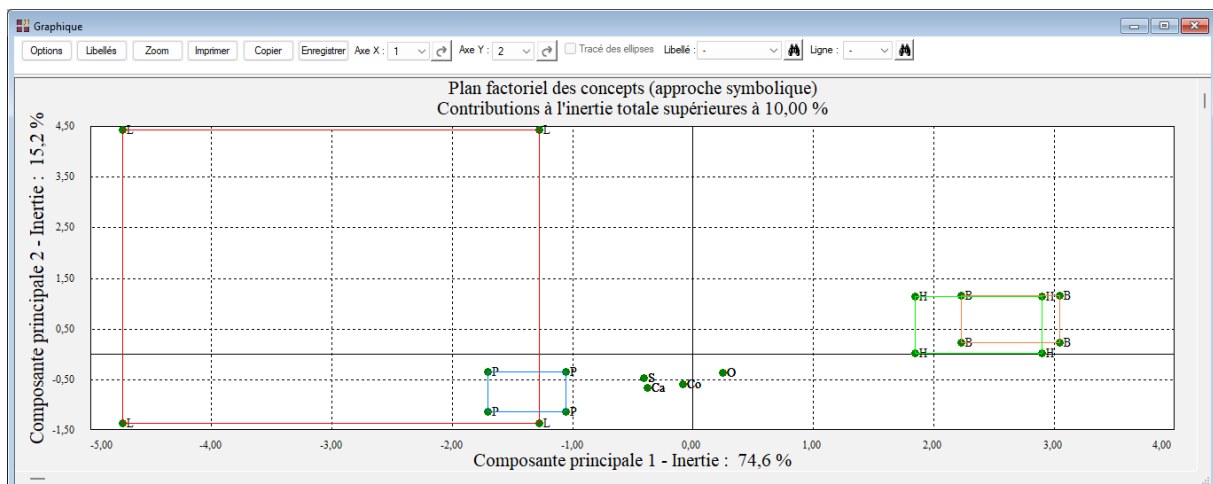 Graphique
Options Libellés Zoom Imprimer Copier Enregistrer Axe X : 1 Axe Y : 2 Tracé des ellipses Libellé : - Ligne : -
Plan factoriel des concepts (approche symbolique)
Contributions à l'inertie totale supérieures à 10,00 %
Composante principale 2 - Inertie : 15,2 %
4,50
3,50
2,50
1,50
0,50
-0,50
-1,50
L L
H B H B
B B
H H
P P S O
Ca Co
P P
L L
-5,00 -4,00 -3,00 -2,00 -1,00 0,00 1,00 2,00 3,00 4,00
Composante principale 1 - Inertie : 74,6 %